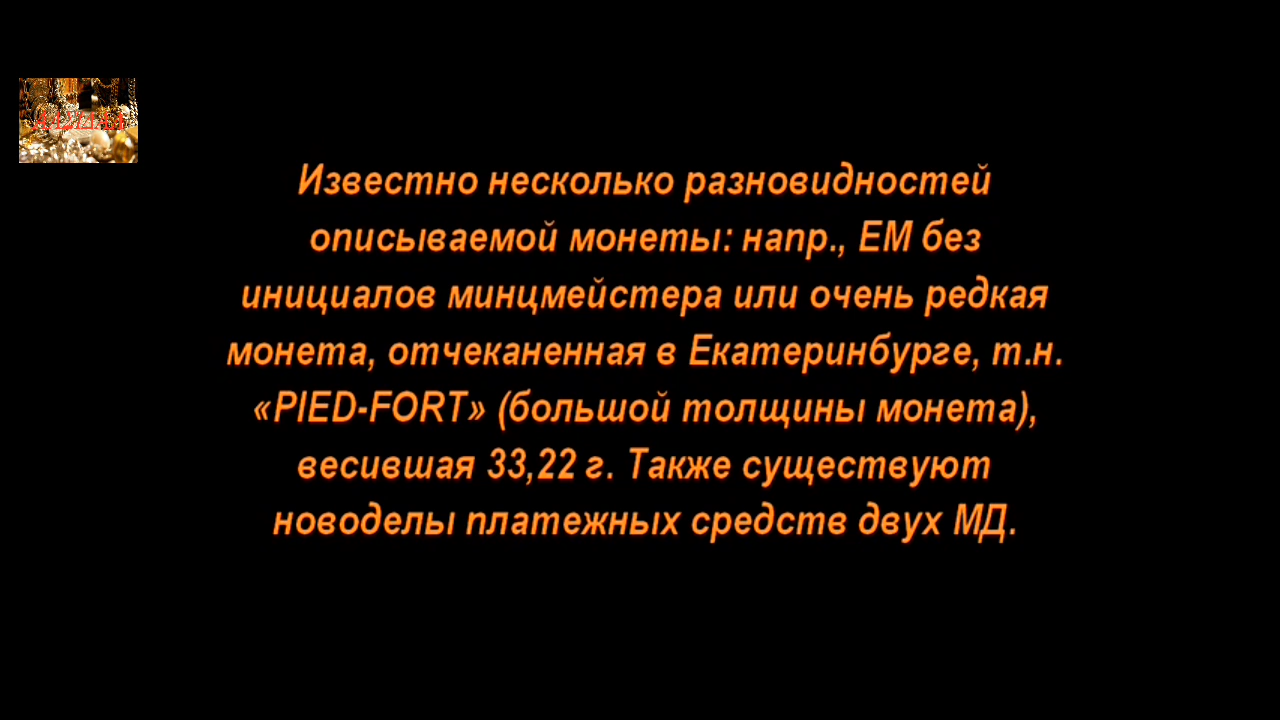 Известно несколько разновидностей
описываемой монеты: напр., ЕМ без
инициалов минцмейстера или очень редкая
монета, отчеканенная в Екатеринбурге, т.н.
«PIED-FORT» (большой толщины монета),
весившая 33,22 г. Также существуют
новоделы платежных средств двух МД.